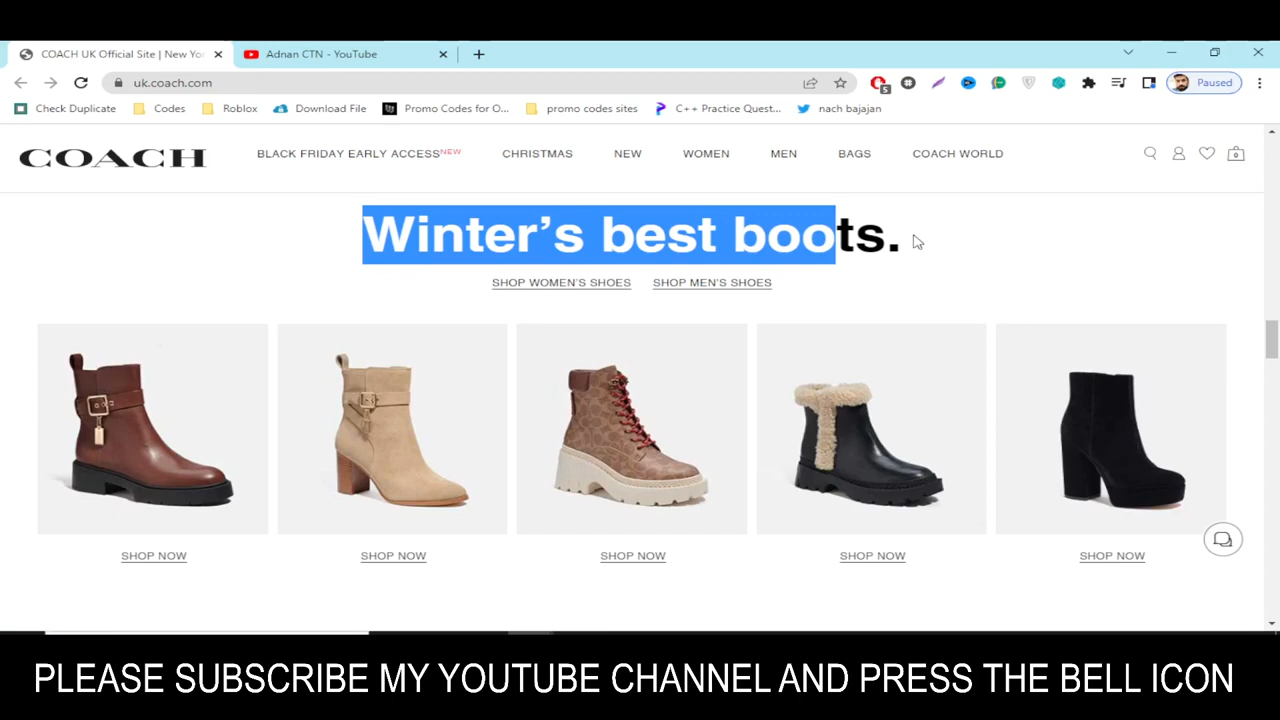 COACH UK Official Site | New Yo
Adnan CTN - YouTube
uk.coach.com
5
Paused
Check Duplicate
Codes
Roblox
Download File
Promo Codes for O...
promo codes sites
C++ Practice Quest...
nach bajajan
COACH
BLACK FRIDAY EARLY ACCESS NEW
CHRISTMAS
NEW
WOMEN
MEN
BAGS
COACH WORLD
0
Winter's best boots.
SHOP WOMEN'S SHOES SHOP MEN'S SHOES
SHOP NOW SHOP NOW SHOP NOW SHOP NOW SHOP NOW
PLEASE SUBSCRIBE MY YOUTUBE CHANNEL AND PRESS THE BELL ICON